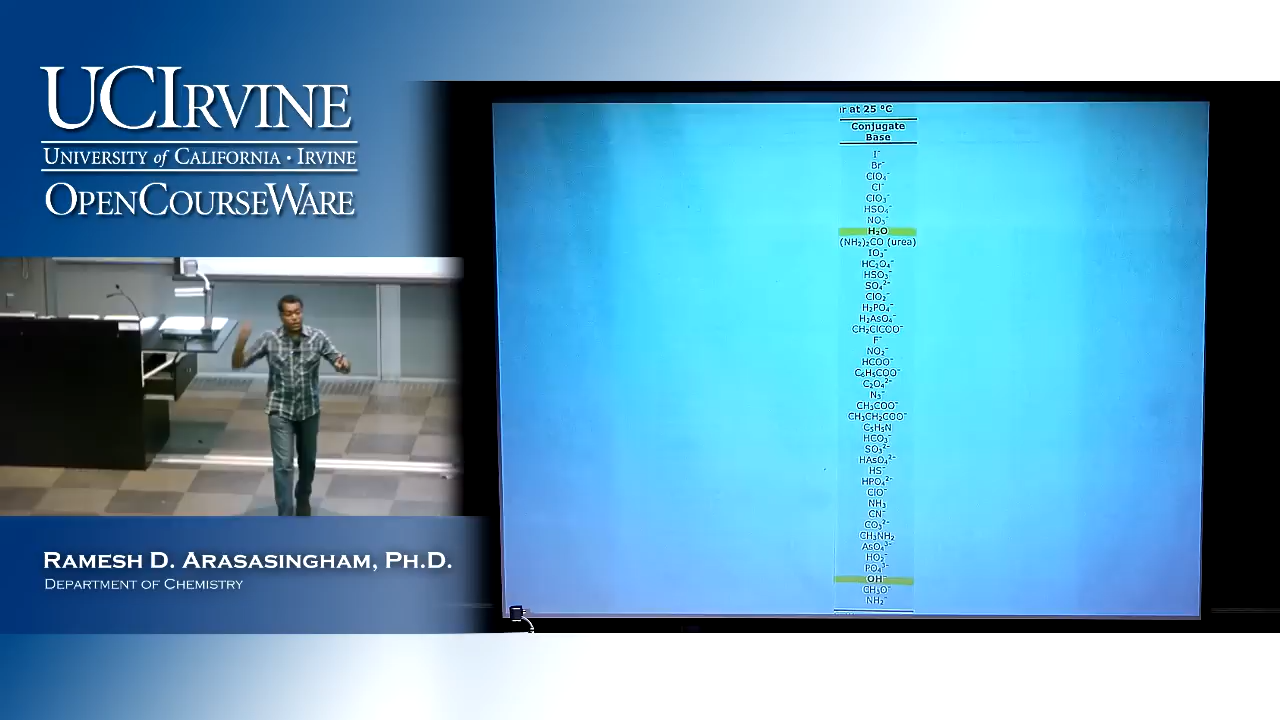 UCIRVINE
UNIVERSITY of CALIFORNIA · IRVINE
OPENCOURSEWARE
RAMESH D. ARASASINGHAM, PH.D.
DEPARTMENT OF CHEMISTRY
r at 25 °C
Conjugate
Base
I⁻
Br⁻
ClO₄⁻
Cl⁻
ClO₃⁻
HSO₄⁻
NO₃⁻
H₂O
(NH₂)₂CO (urea)
IO₃⁻
HC₂O₄⁻
HSO₃⁻
SO₄²⁻
ClO₂⁻
H₂PO₄⁻
H₂AsO₄⁻
CH₂ClCOO⁻
F⁻
NO₂⁻
HCOO⁻
C₆H₅COO⁻
C₂O₄²⁻
N₃⁻
CH₃COO⁻
CH₃CH₂COO⁻
C₅H₅N
HCO₃⁻
SO₃²⁻
HAsO₄²⁻
HS⁻
HPO₄²⁻
ClO⁻
NH₃
CN⁻
CO₃²⁻
CH₃NH₂
AsO₄³⁻
HO₂⁻
PO₄³⁻
OH⁻
CH₃O⁻
NH₂⁻